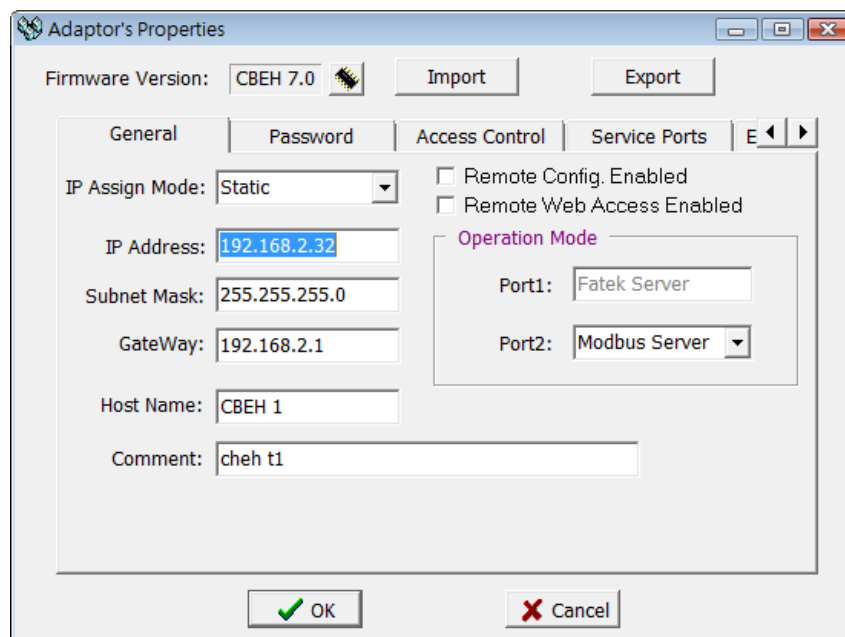 Adaptor's Properties
Firmware Version: CBEH 7.0 Import Export
General Password Access Control Service Ports E
IP Assign Mode: Static
Remote Config. Enabled
Remote Web Access Enabled
IP Address: 192.168.2.32
Operation Mode
Subnet Mask: 255.255.255.0
Port1: Fatek Server
GateWay: 192.168.2.1
Port2: Modbus Server
Host Name: CBEH 1
Comment: cheh t1
OK Cancel